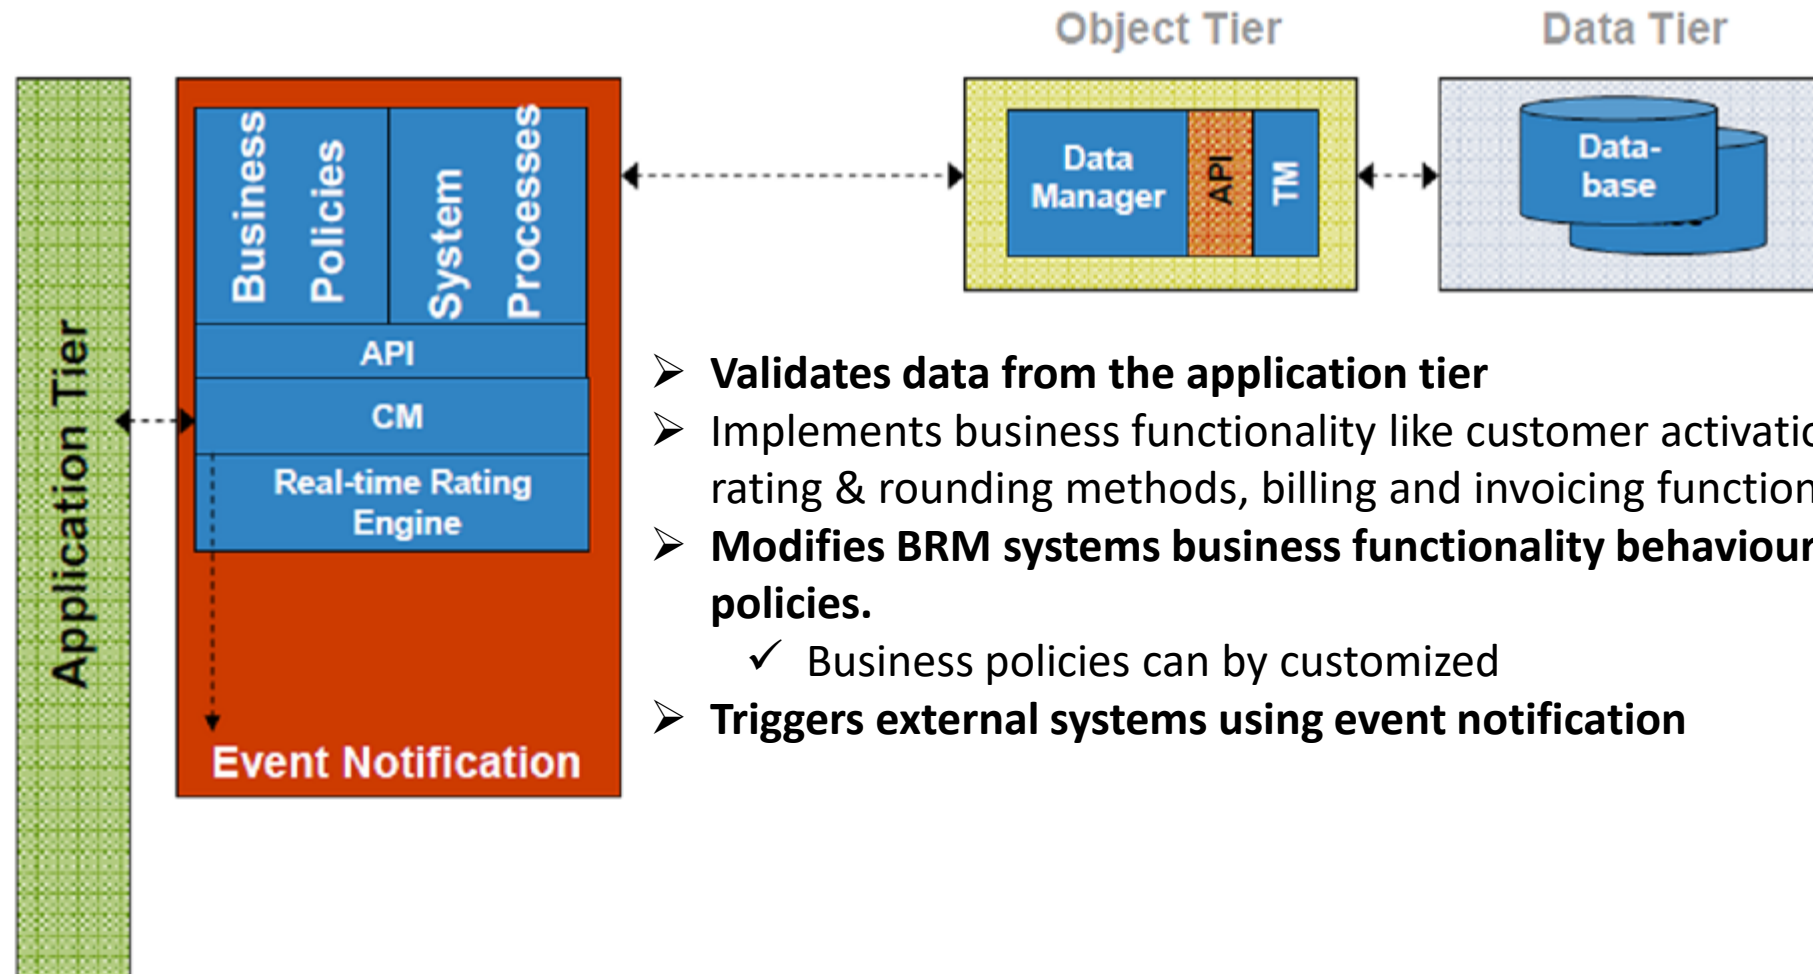 Object Tier
Data Tier
Application Tier
Business
Policies
System
Processes
API
CM
Real-time Rating
Engine
Event Notification
Data
Manager
API
TM
Data-
base
➢ Validates data from the application tier
➢ Implements business functionality like customer activatio
rating & rounding methods, billing and invoicing function
➢ Modifies BRM systems business functionality behaviour
policies.
✓ Business policies can by customized
➢ Triggers external systems using event notification